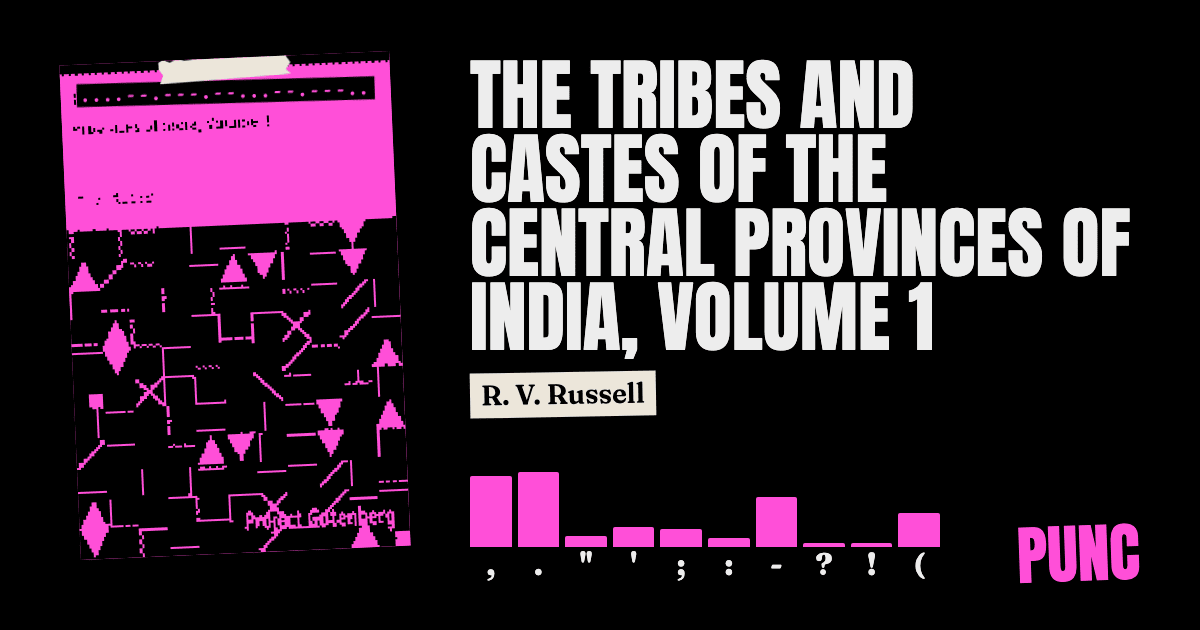 Project Gutenberg
THE TRIBES AND
CASTES OF THE
CENTRAL PROVINCES OF
INDIA, VOLUME 1
R. V. Russell
, . " ' ; : - ? ! (
PUNC